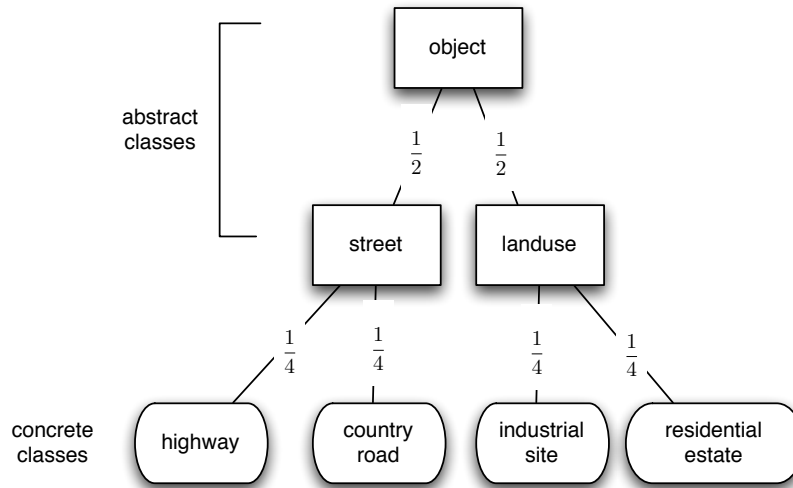 object
abstract
classes
1/2
1/2
street
landuse
1/4
1/4
1/4
1/4
concrete
classes
highway
country
road
industrial
site
residential
estate